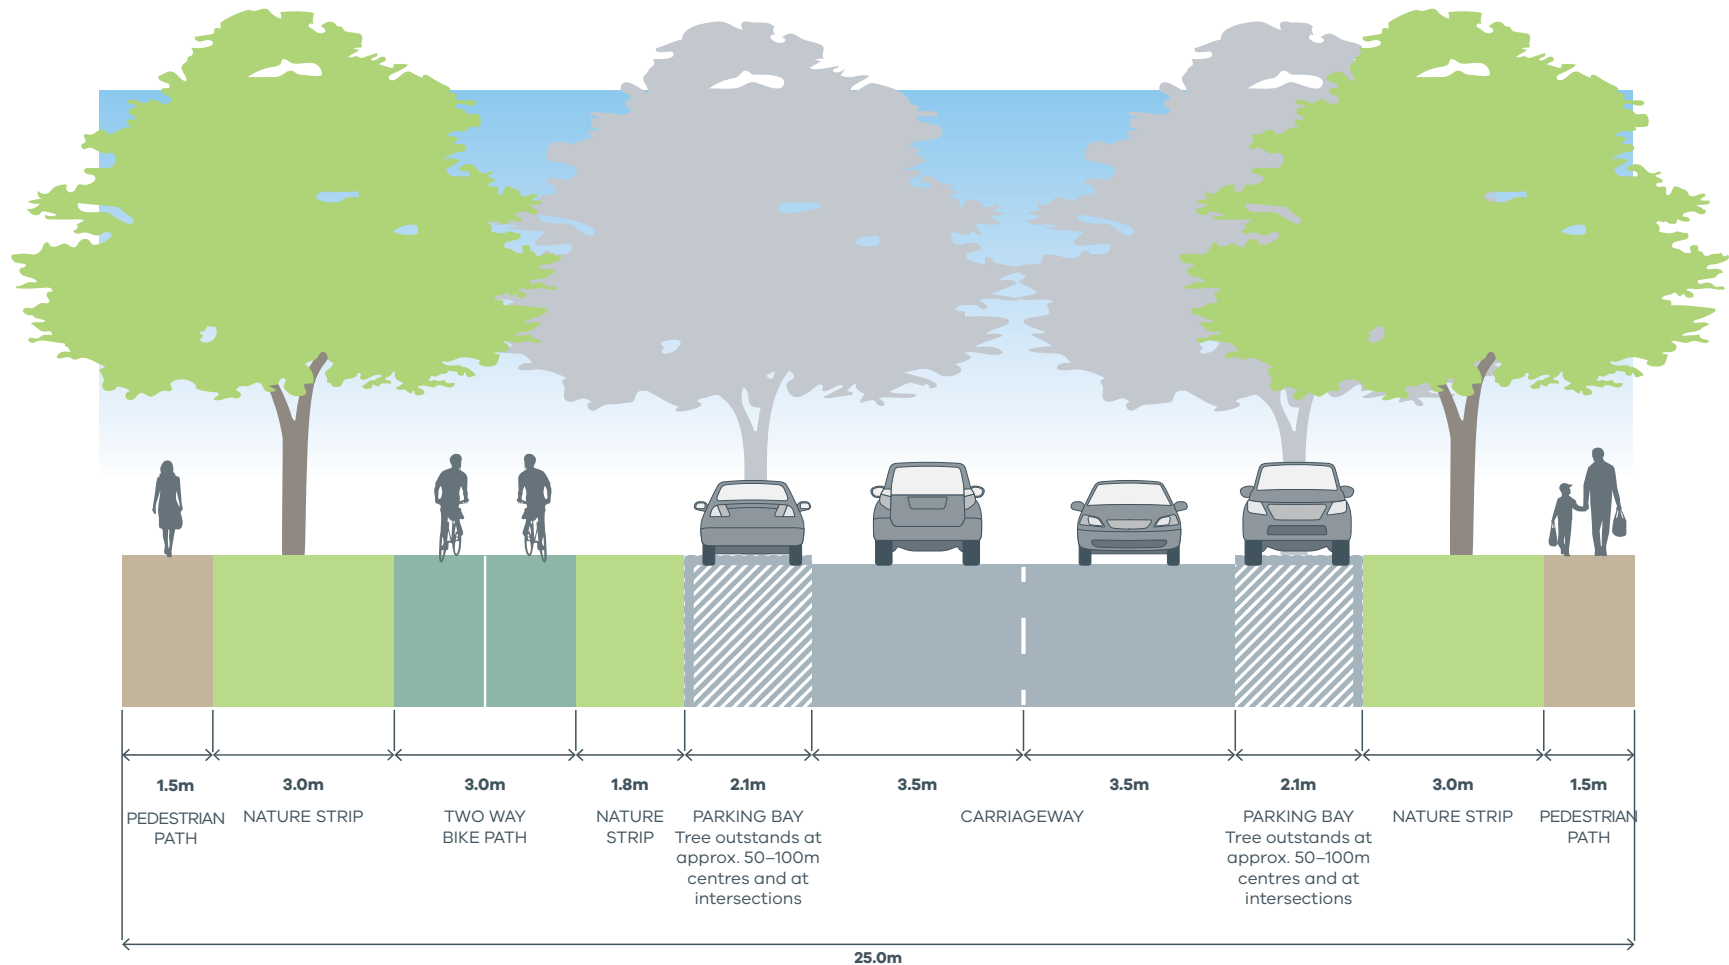 1.5m
PEDESTRIAN
PATH
3.0m
NATURE STRIP
3.0m
TWO WAY
BIKE PATH
1.8m
NATURE
STRIP
2.1m
PARKING BAY
Tree outstands at
approx. 50–100m
centres and at
intersections
3.5m
3.5m
CARRIAGEWAY
2.1m
PARKING BAY
Tree outstands at
approx. 50–100m
centres and at
intersections
3.0m
NATURE STRIP
1.5m
PEDESTRIAN
PATH
25.0m